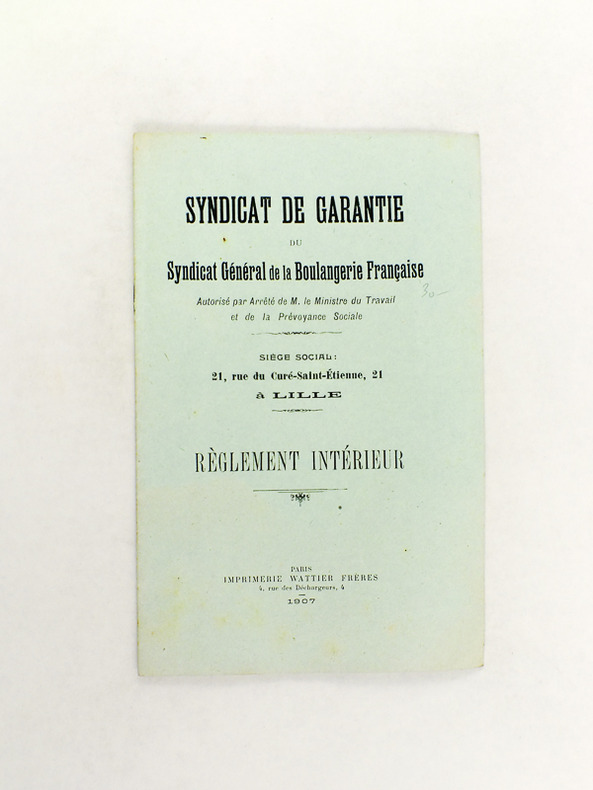 SYNDICAT DE GARANTIE
DU
Syndicat Général de la Boulangerie Française
Autorisé par Arrêté de M. le Ministre du Travail
et de la Prévoyance Sociale
30-
SIÈGE SOCIAL:
21, rue du Curé-Saint-Étienne, 21
à LILLE
RÈGLEMENT INTÉRIEUR
PARIS
IMPRIMERIE WATTIER FRÈRES
4, rue des Déchargeurs, 4
1907